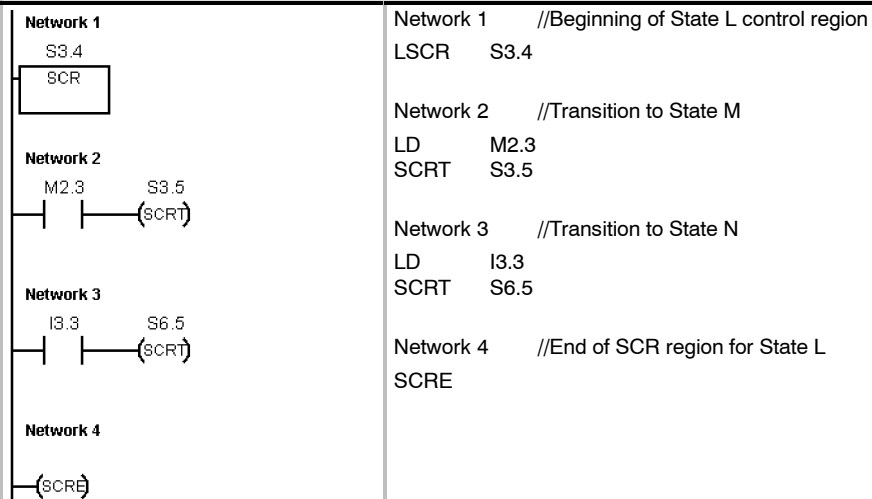 Network 1
S3.4
SCR
Network 2
M2.3 S3.5
(SCRT)
Network 3
I3.3 S6.5
(SCRT)
Network 4
(SCRE)
Network 1 //Beginning of State L control region
LSCR S3.4
Network 2 //Transition to State M
LD M2.3
SCRT S3.5
Network 3 //Transition to State N
LD I3.3
SCRT S6.5
Network 4 //End of SCR region for State L
SCRE